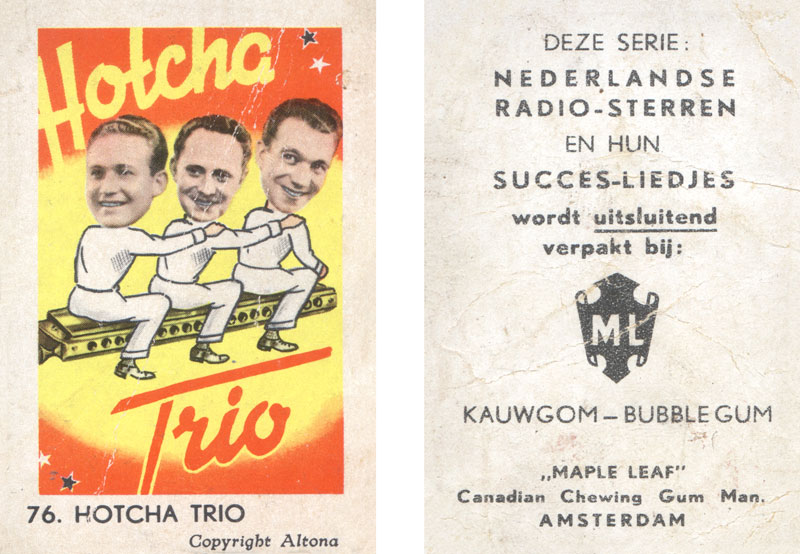 Hotcha
Trio
76. HOTCHA TRIO
Copyright Altona
DEZE SERIE:
NEDERLANDSE
RADIO-STERREN
EN HUN
SUCCES-LIEDJES
wordt uitsluitend
verpakt bij:
ML
KAUWGOM – BUBBLE GUM
„MAPLE LEAF”
Canadian Chewing Gum Man.
AMSTERDAM